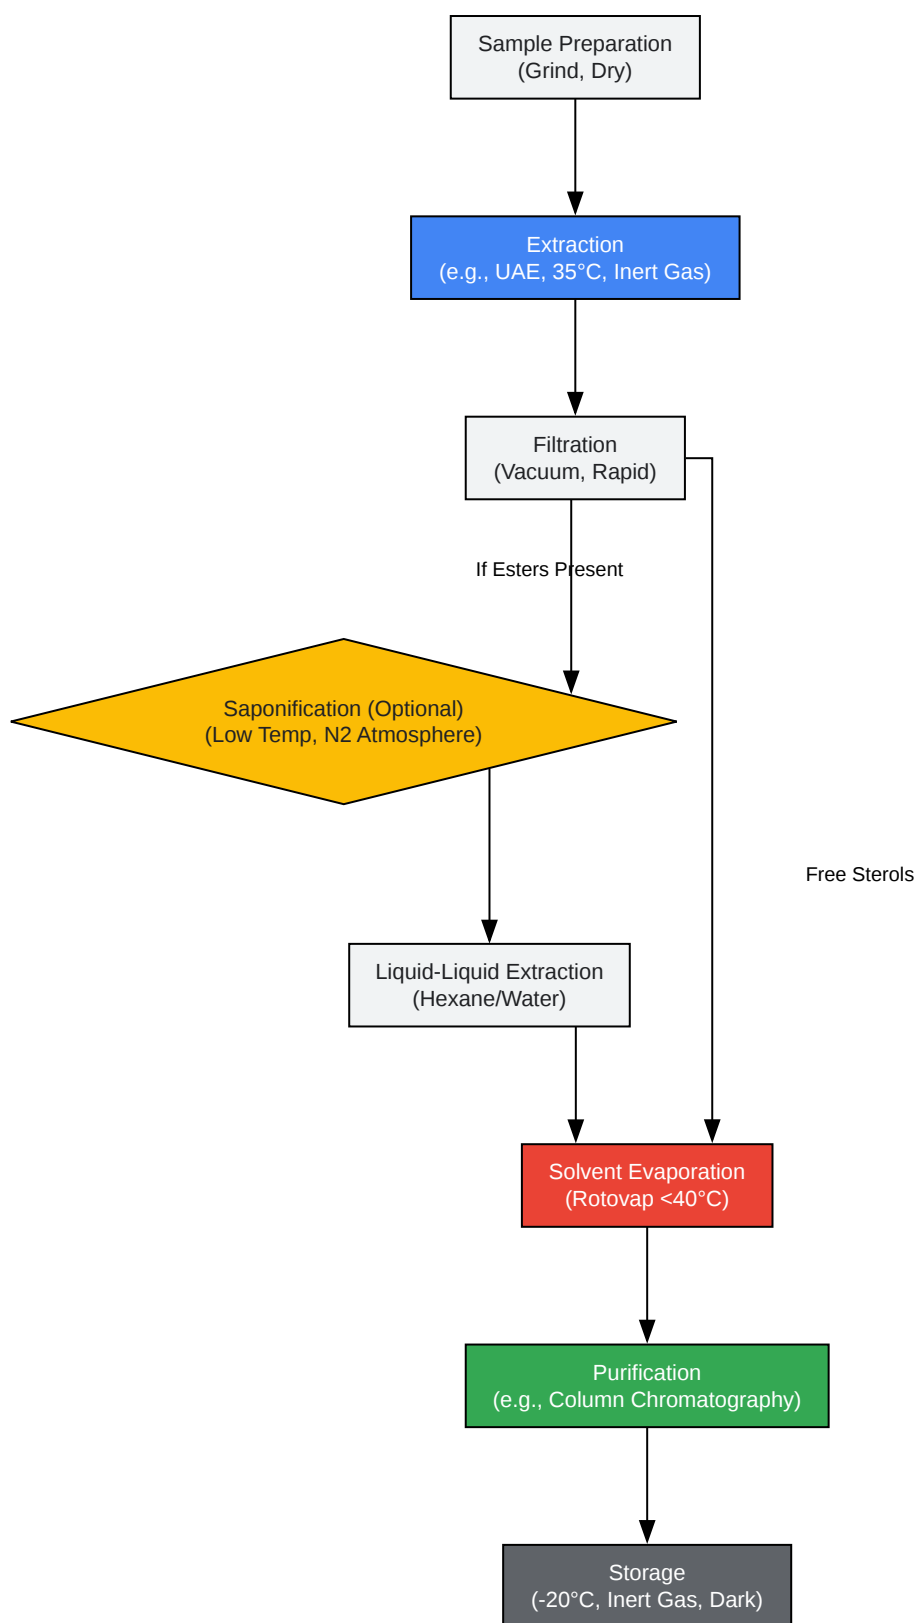 Sample Preparation
(Grind, Dry)
Extraction
(e.g., UAE, 35°C, Inert Gas)
Filtration
(Vacuum, Rapid)
If Esters Present
Saponification (Optional)
(Low Temp, N2 Atmosphere)
Free Sterols
Liquid-Liquid Extraction
(Hexane/Water)
Solvent Evaporation
(Rotovap <40°C)
Purification
(e.g., Column Chromatography)
Storage
(-20°C, Inert Gas, Dark)